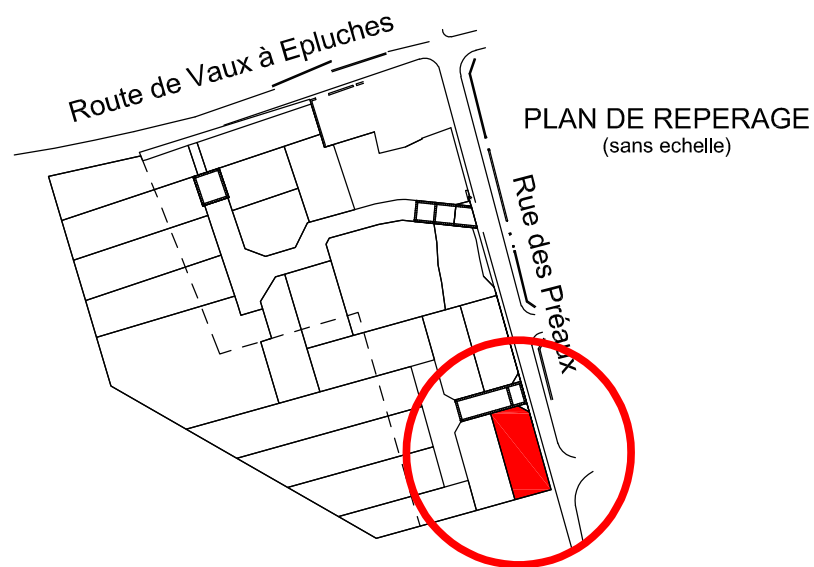 Route de Vaux à Epluches
PLAN DE REPERAGE
(sans echelle)
Rue des Préaux